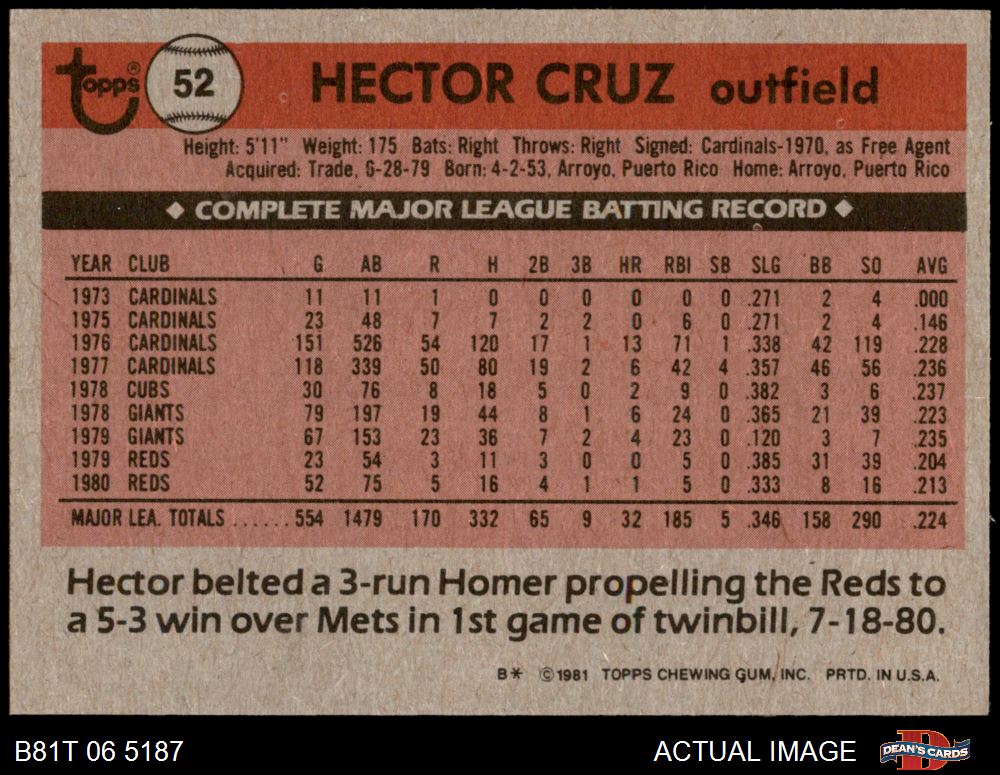 topps® 52 HECTOR CRUZ outfield
Height: 5'11" Weight: 175 Bats: Right Throws: Right Signed: Cardinals-1970, as Free Agent
Acquired: Trade, 6-28-79 Born: 4-2-53, Arroyo, Puerto Rico Home: Arroyo, Puerto Rico
◆ COMPLETE MAJOR LEAGUE BATTING RECORD ◆
YEAR CLUB G AB R H 2B 3B HR RBI SB SLG BB SO AVG
1973 CARDINALS 11 11 1 0 0 0 0 0 0 .271 2 4 .000
1975 CARDINALS 23 48 7 7 2 2 0 6 0 .271 2 4 .146
1976 CARDINALS 151 526 54 120 17 1 13 71 1 .338 42 119 .228
1977 CARDINALS 118 339 50 80 19 2 6 42 4 .357 46 56 .236
1978 CUBS 30 76 8 18 5 0 2 9 0 .382 3 6 .237
1978 GIANTS 79 197 19 44 8 1 6 24 0 .365 21 39 .223
1979 GIANTS 67 153 23 36 7 2 4 23 0 .120 3 7 .235
1979 REDS 23 54 3 11 3 0 0 5 0 .385 31 39 .204
1980 REDS 52 75 5 16 4 1 1 5 0 .333 8 16 .213
MAJOR LEA. TOTALS ...... 554 1479 170 332 65 9 32 185 5 .346 158 290 .224
Hector belted a 3-run Homer propelling the Reds to
a 5-3 win over Mets in 1st game of twinbill, 7-18-80.
B* ©1981 TOPPS CHEWING GUM, INC. PRTD. IN U.S.A.
B81T 06 5187 ACTUAL IMAGE DEAN'S CARDS